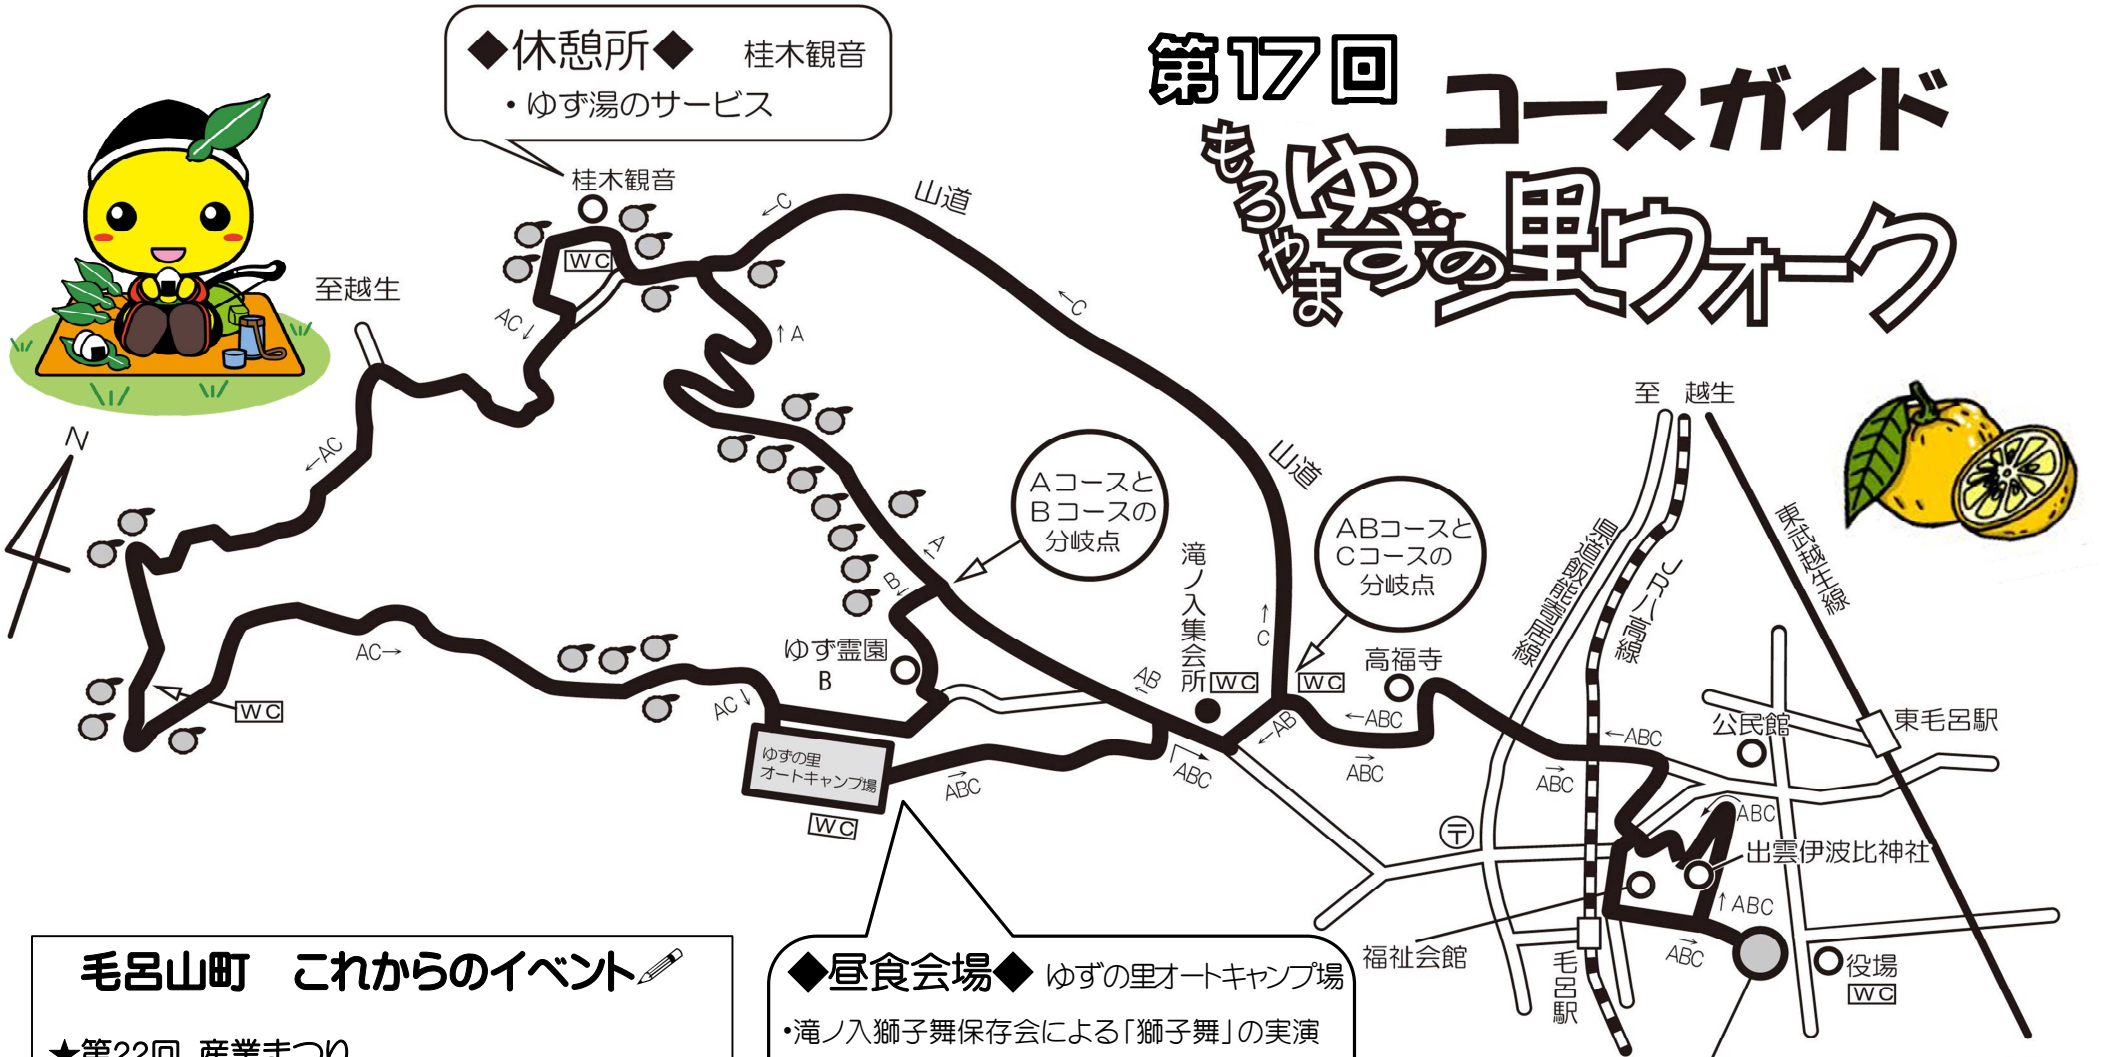 ◆休憩所◆ 桂木観音
・ゆず湯のサービス
第17回
コースガイド
もろやま
ゆずの里ウォーク
桂木観音
WC
至越生
N
山道
←C
←C
↑A
AC↓
←AC
山道
Aコースと
Bコースの
分岐点
ABコースと
Cコースの
分岐点
至 越生
東武越生線
JR八高線
県道飯能寄居線
A←
B←
↑C
滝ノ入集会所
WC
WC
高福寺
ゆず霊園
B
AC→
AC↓
WC
AB←
←AB
←ABC
→ABC
ABC
←ABC
→ABC
公民館
東毛呂駅
ゆずの里
オートキャンプ場
WC
→ABC
〒
ABC
出雲伊波比神社
↑ABC
→ABC
福祉会館
毛呂駅
役場
WC
毛呂山町 これからのイベント
★第22回 産業まつり
◆昼食会場◆ ゆずの里オートキャンプ場
・滝ノ入獅子舞保存会による「獅子舞」の実演